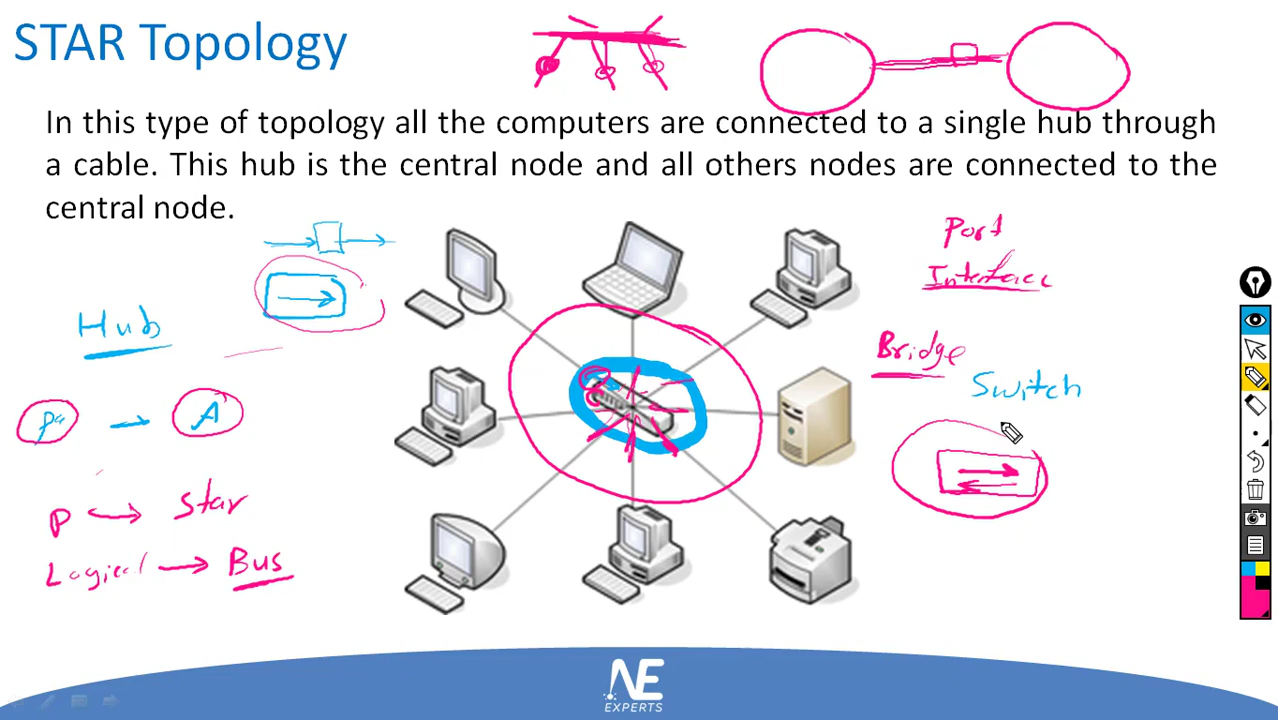 STAR Topology
In this type of topology all the computers are connected to a single hub through
a cable. This hub is the central node and all others nodes are connected to the
central node.
Port
Interface
Hub
Bridge
Switch
A
P → Star
Logical → Bus
NE
EXPERTS